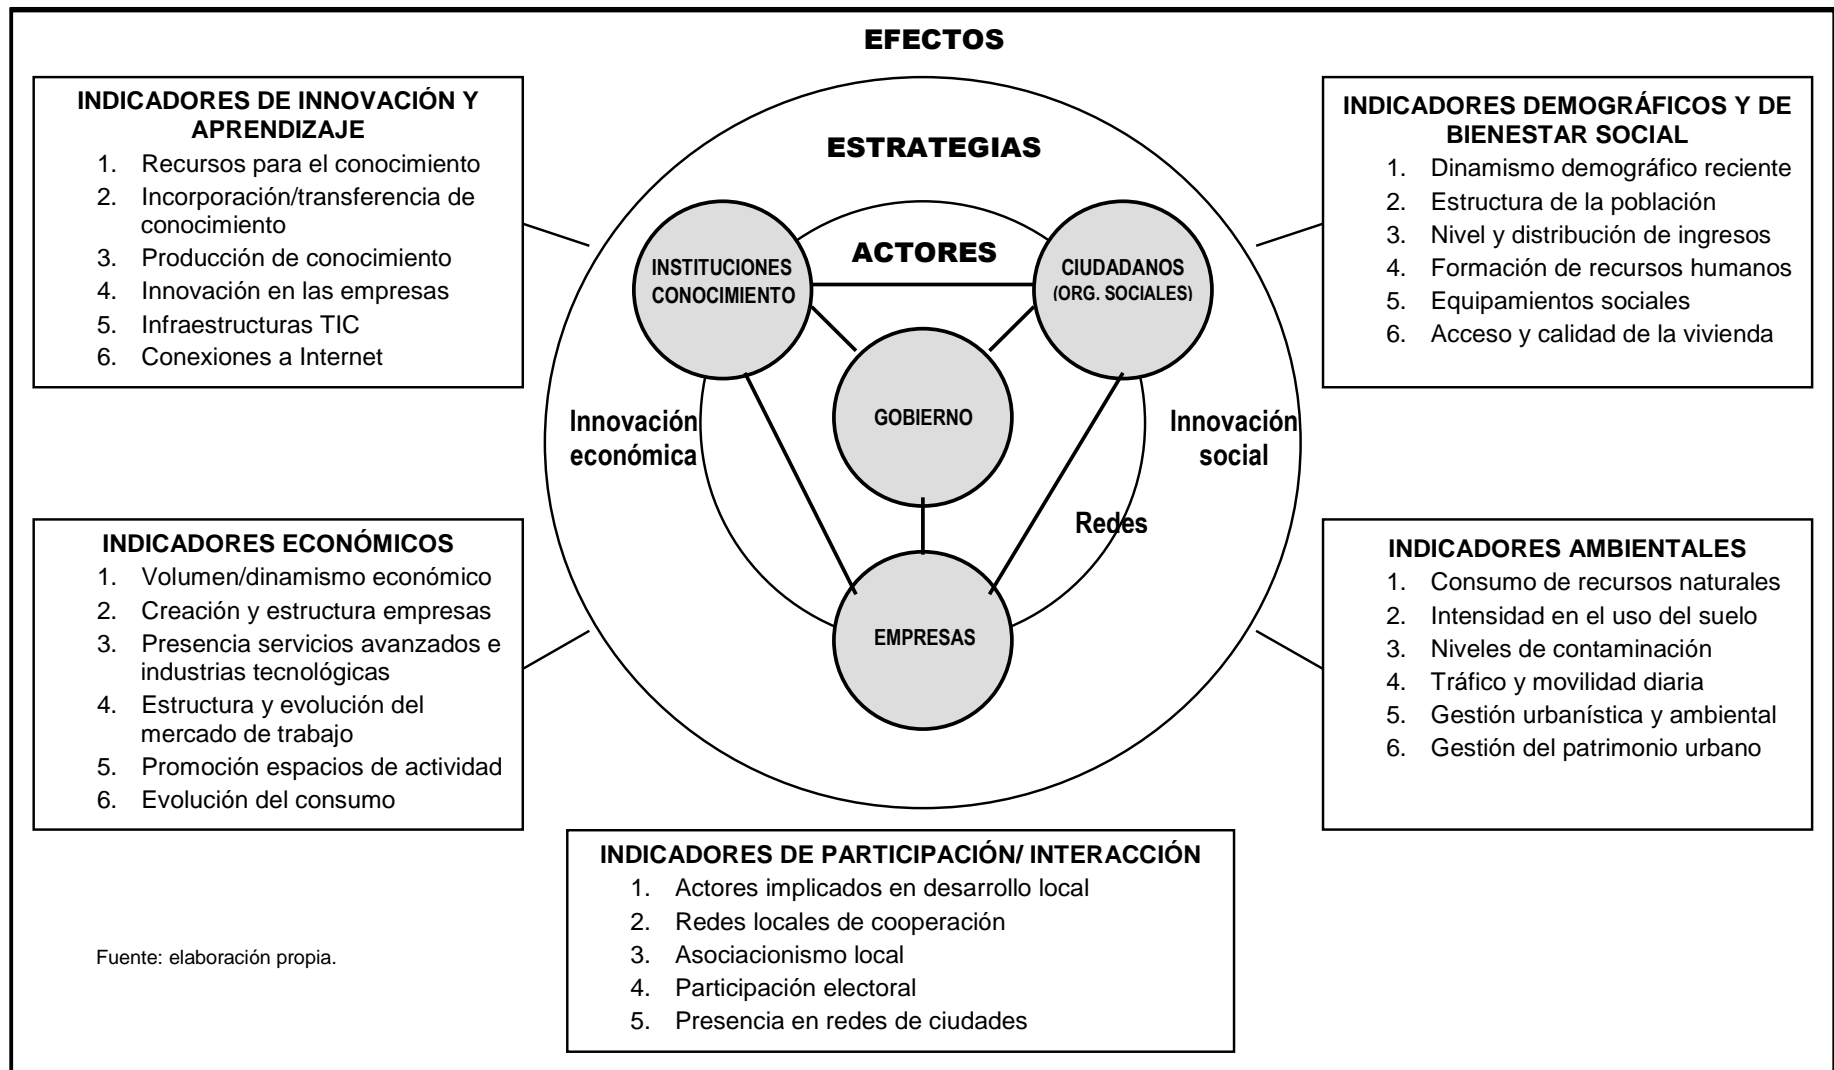 EFECTOS
INDICADORES DE INNOVACIÓN Y
APRENDIZAJE
1. Recursos para el conocimiento
2. Incorporación/transferencia de
conocimiento
3. Producción de conocimiento
4. Innovación en las empresas
5. Infraestructuras TIC
6. Conexiones a Internet
ESTRATEGIAS
ACTORES
INSTITUCIONES
CONOCIMIENTO
CIUDADANOS
(ORG. SOCIALES)
GOBIERNO
Innovación
económica
Innovación
social
Redes
EMPRESAS
INDICADORES DEMOGRÁFICOS Y DE
BIENESTAR SOCIAL
1. Dinamismo demográfico reciente
2. Estructura de la población
3. Nivel y distribución de ingresos
4. Formación de recursos humanos
5. Equipamientos sociales
6. Acceso y calidad de la vivienda
INDICADORES ECONÓMICOS
1. Volumen/dinamismo económico
2. Creación y estructura empresas
3. Presencia servicios avanzados e
industrias tecnológicas
4. Estructura y evolución del
mercado de trabajo
5. Promoción espacios de actividad
6. Evolución del consumo
INDICADORES AMBIENTALES
1. Consumo de recursos naturales
2. Intensidad en el uso del suelo
3. Niveles de contaminación
4. Tráfico y movilidad diaria
5. Gestión urbanística y ambiental
6. Gestión del patrimonio urbano
INDICADORES DE PARTICIPACIÓN/ INTERACCIÓN
1. Actores implicados en desarrollo local
2. Redes locales de cooperación
3. Asociacionismo local
4. Participación electoral
5. Presencia en redes de ciudades
Fuente: elaboración propia.